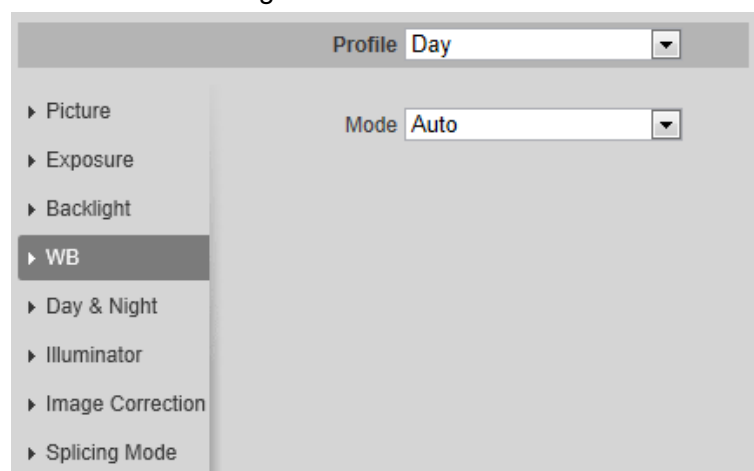 Profile Day
Picture
Mode Auto
Exposure
Backlight
WB
Day & Night
Illuminator
Image Correction
Splicing Mode